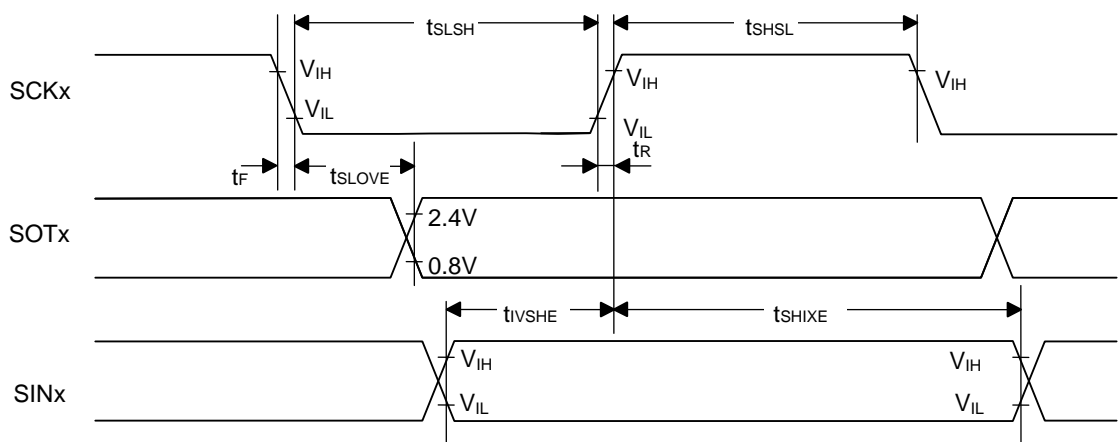 tSLSH
tSHSL
SCKx
VIH
VIH
VIH
VIL
VIL
tF
tSLOVE
tR
SOTx
2.4V
0.8V
tIVSHE
tSHIXE
SINx
VIH
VIH
VIL
VIL